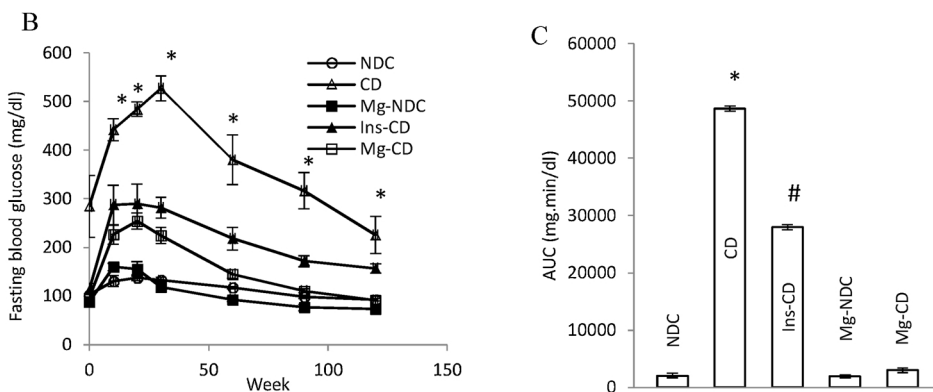 B
Fasting blood glucose (mg/dl)
600
500
400
300
200
100
0
* * * * * *
NDC
CD
Mg-NDC
Ins-CD
Mg-CD
0 50 100 150
Week
C
AUC (mg.min/dl)
60000
50000
40000
30000
20000
10000
0
*
#
NDC
CD
Ins-CD
Mg-NDC
Mg-CD